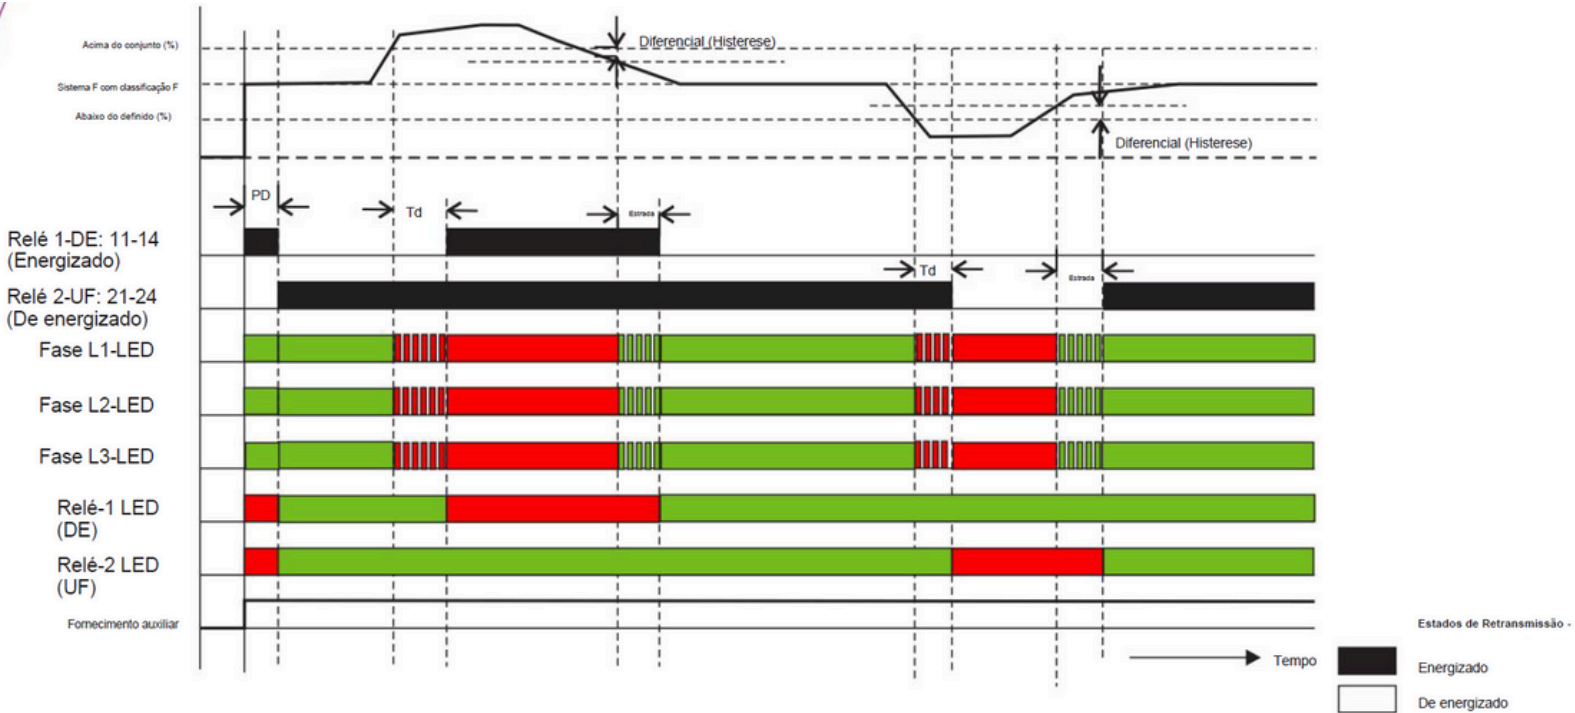 Acima do conjunto (%)
Diferencial (Histerese)
Sistema F com classificação F
Abaixo do definido (%)
Diferencial (Histerese)
PD
Td
Estrada
Relé 1-DE: 11-14
(Energizado)
Td
Estrada
Relé 2-UF: 21-24
(De energizado)
Fase L1-LED
Fase L2-LED
Fase L3-LED
Relé-1 LED
(DE)
Relé-2 LED
(UF)
Fornecimento auxiliar
Estados de Retransmissão -
Tempo
Energizado
De energizado